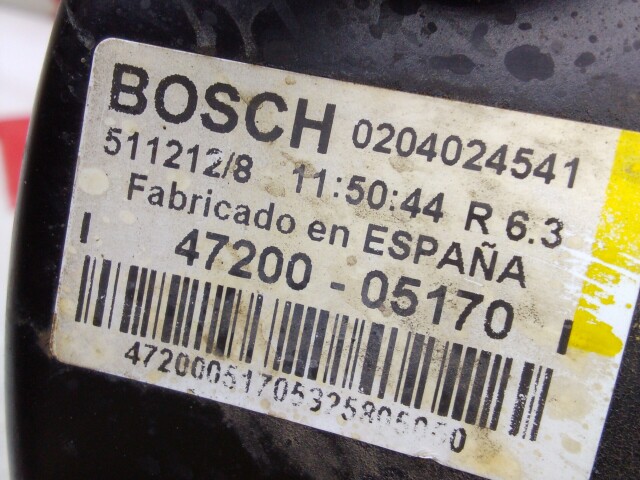 BOSCH 0204024541
511212/8 11:50:44 R 6.3
Fabricado en ESPAÑA
47200 - 05170